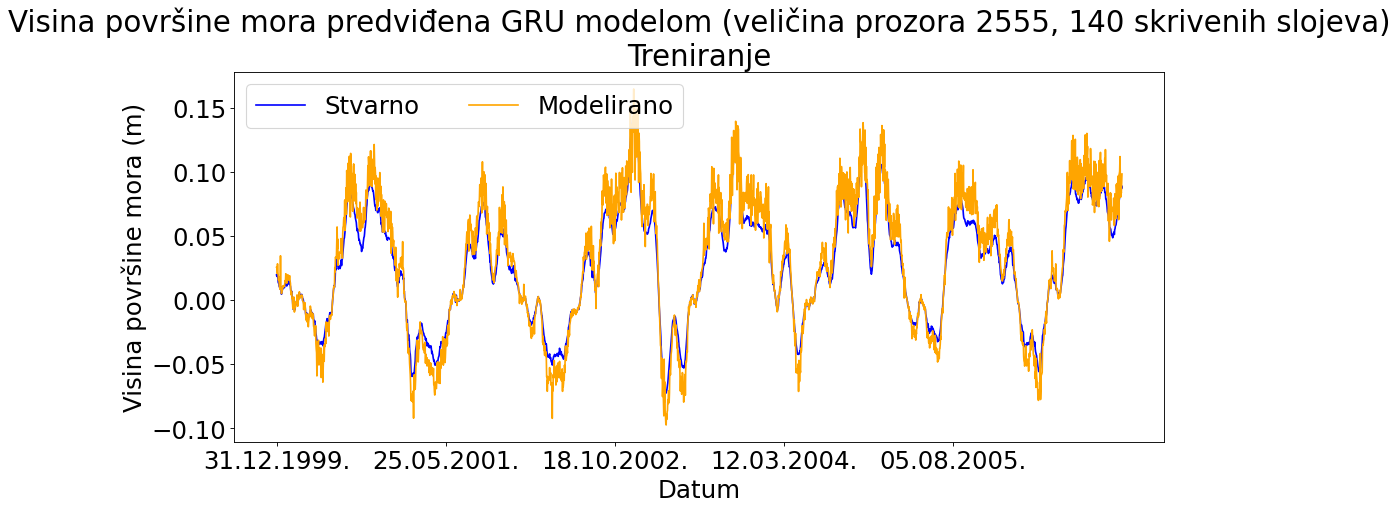 Visina površine mora predviđena GRU modelom (veličina prozora 2555, 140 skrivenih slojeva)
Treniranje
Stvarno
Modelirano
Visina površine mora (m)
0.15
0.10
0.05
0.00
−0.05
−0.10
31.12.1999.
25.05.2001.
18.10.2002.
12.03.2004.
05.08.2005.
Datum